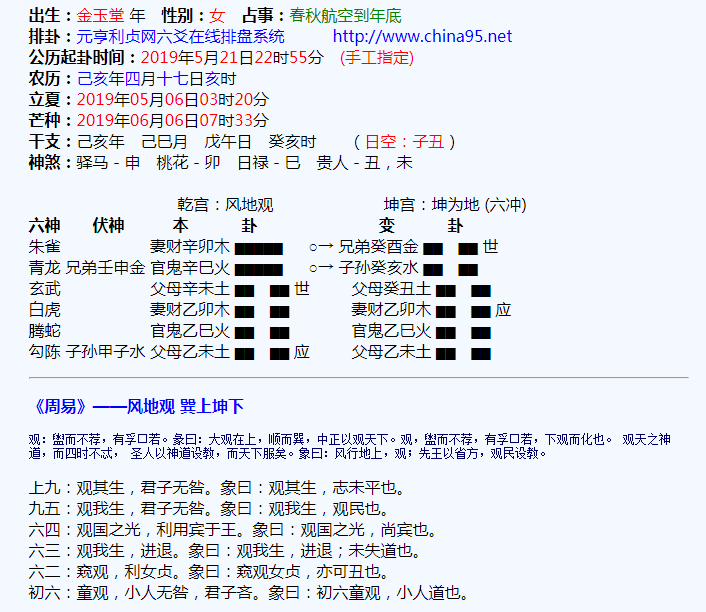 出生：金玉堂 年　性别：女　占事：春秋航空到年底
排卦：元亨利贞网六爻在线排盘系统　　　http://www.china95.net
公历起卦时间：2019年5月21日22时55分　(手工指定)
农历：己亥年四月十七日亥时
立夏：2019年05月06日03时20分
芒种：2019年06月06日07时33分
干支：己亥年　己巳月　戊午日　癸亥时　　（日空：子丑）
神煞：驿马－申　桃花－卯　日禄－巳　贵人－丑，未
乾宫：风地观　　　　　坤宫：坤为地 (六冲)
六神　　伏神　　　本　　　卦　　　　　　　变　　　卦
朱雀　　　　　　妻财辛卯木 ○→ 兄弟癸酉金 世
青龙 兄弟壬申金 官鬼辛巳火 ○→ 子孙癸亥水
玄武　　　　　　父母辛未土 世　　父母癸丑土
白虎　　　　　　妻财乙卯木　　　妻财乙卯木 应
腾蛇　　　　　　官鬼乙巳火　　　官鬼乙巳火
勾陈 子孙甲子水 父母乙未土 应　　父母乙未土
《周易》——风地观 巽上坤下
观：盥而不荐，有孚囗若。彖曰：大观在上，顺而巽，中正以观天下。观，盥而不荐，有孚囗若，下观而化也。 观天之神
道，而四时不忒， 圣人以神道设教，而天下服矣。象曰：风行地上，观；先王以省方，观民设教。
上九：观其生，君子无咎。象曰：观其生，志未平也。
九五：观我生，君子无咎。象曰：观我生，观民也。
六四：观国之光，利用宾于王。象曰：观国之光，尚宾也。
六三：观我生，进退。象曰：观我生，进退；未失道也。
六二：窥观，利女贞。象曰：窥观女贞，亦可丑也。
初六：童观，小人无咎，君子吝。象曰：初六童观，小人道也。